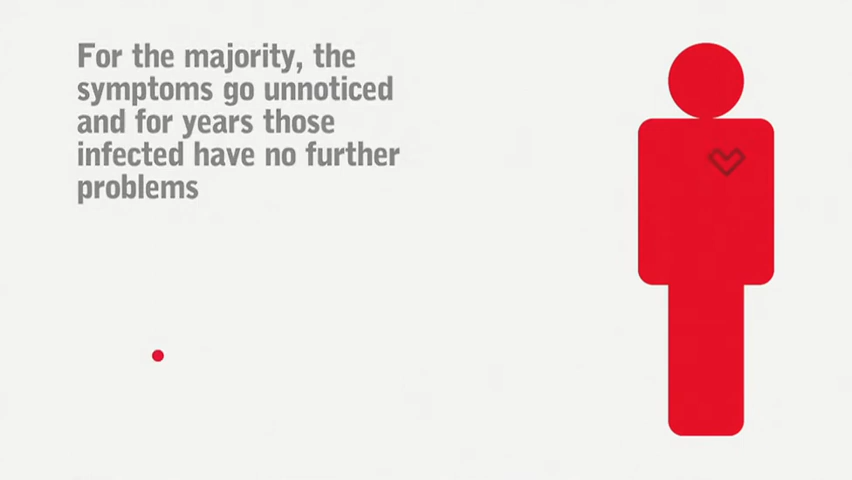 For the majority, the
symptoms go unnoticed
and for years those
infected have no further
problems